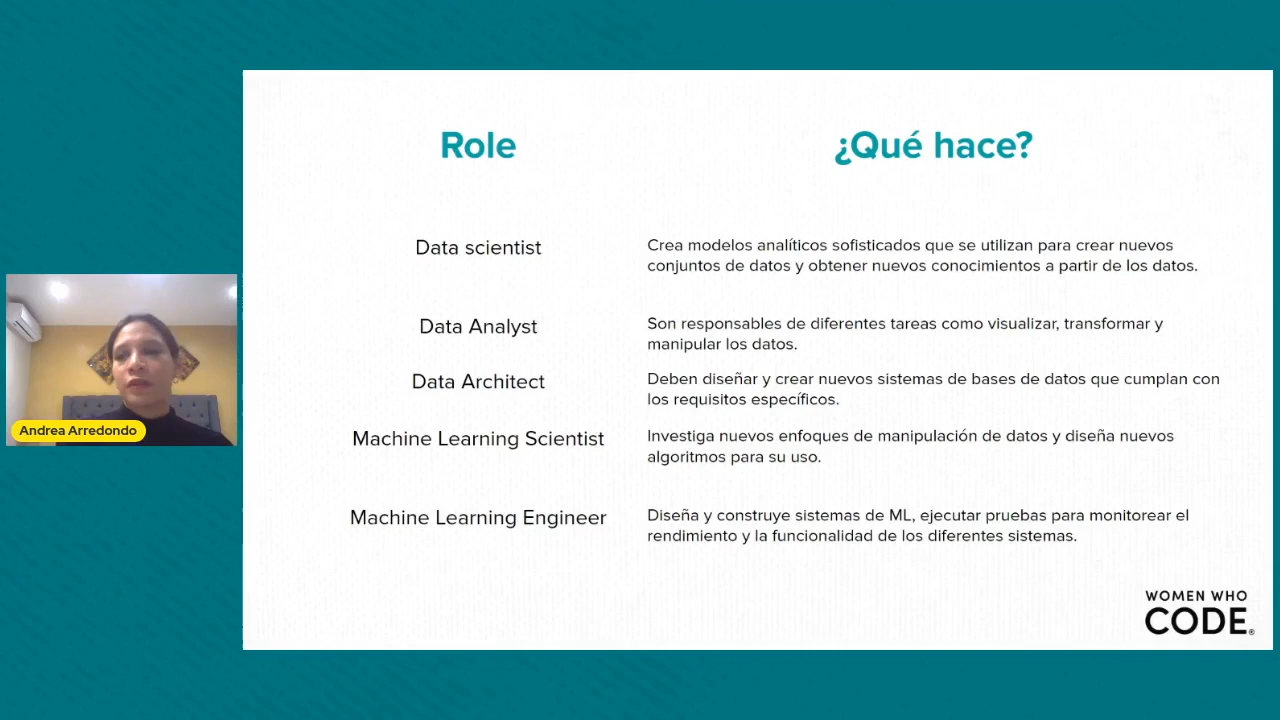 Role
¿Qué hace?
Data scientist
Crea modelos analíticos sofisticados que se utilizan para crear nuevos
conjuntos de datos y obtener nuevos conocimientos a partir de los datos.
Data Analyst
Son responsables de diferentes tareas como visualizar, transformar y
manipular los datos.
Data Architect
Deben diseñar y crear nuevos sistemas de bases de datos que cumplan con
los requisitos específicos.
Machine Learning Scientist
Investiga nuevos enfoques de manipulación de datos y diseña nuevos
algoritmos para su uso.
Machine Learning Engineer
Diseña y construye sistemas de ML, ejecutar pruebas para monitorear el
rendimiento y la funcionalidad de los diferentes sistemas.
Andrea Arredondo
WOMEN WHO
CODE®